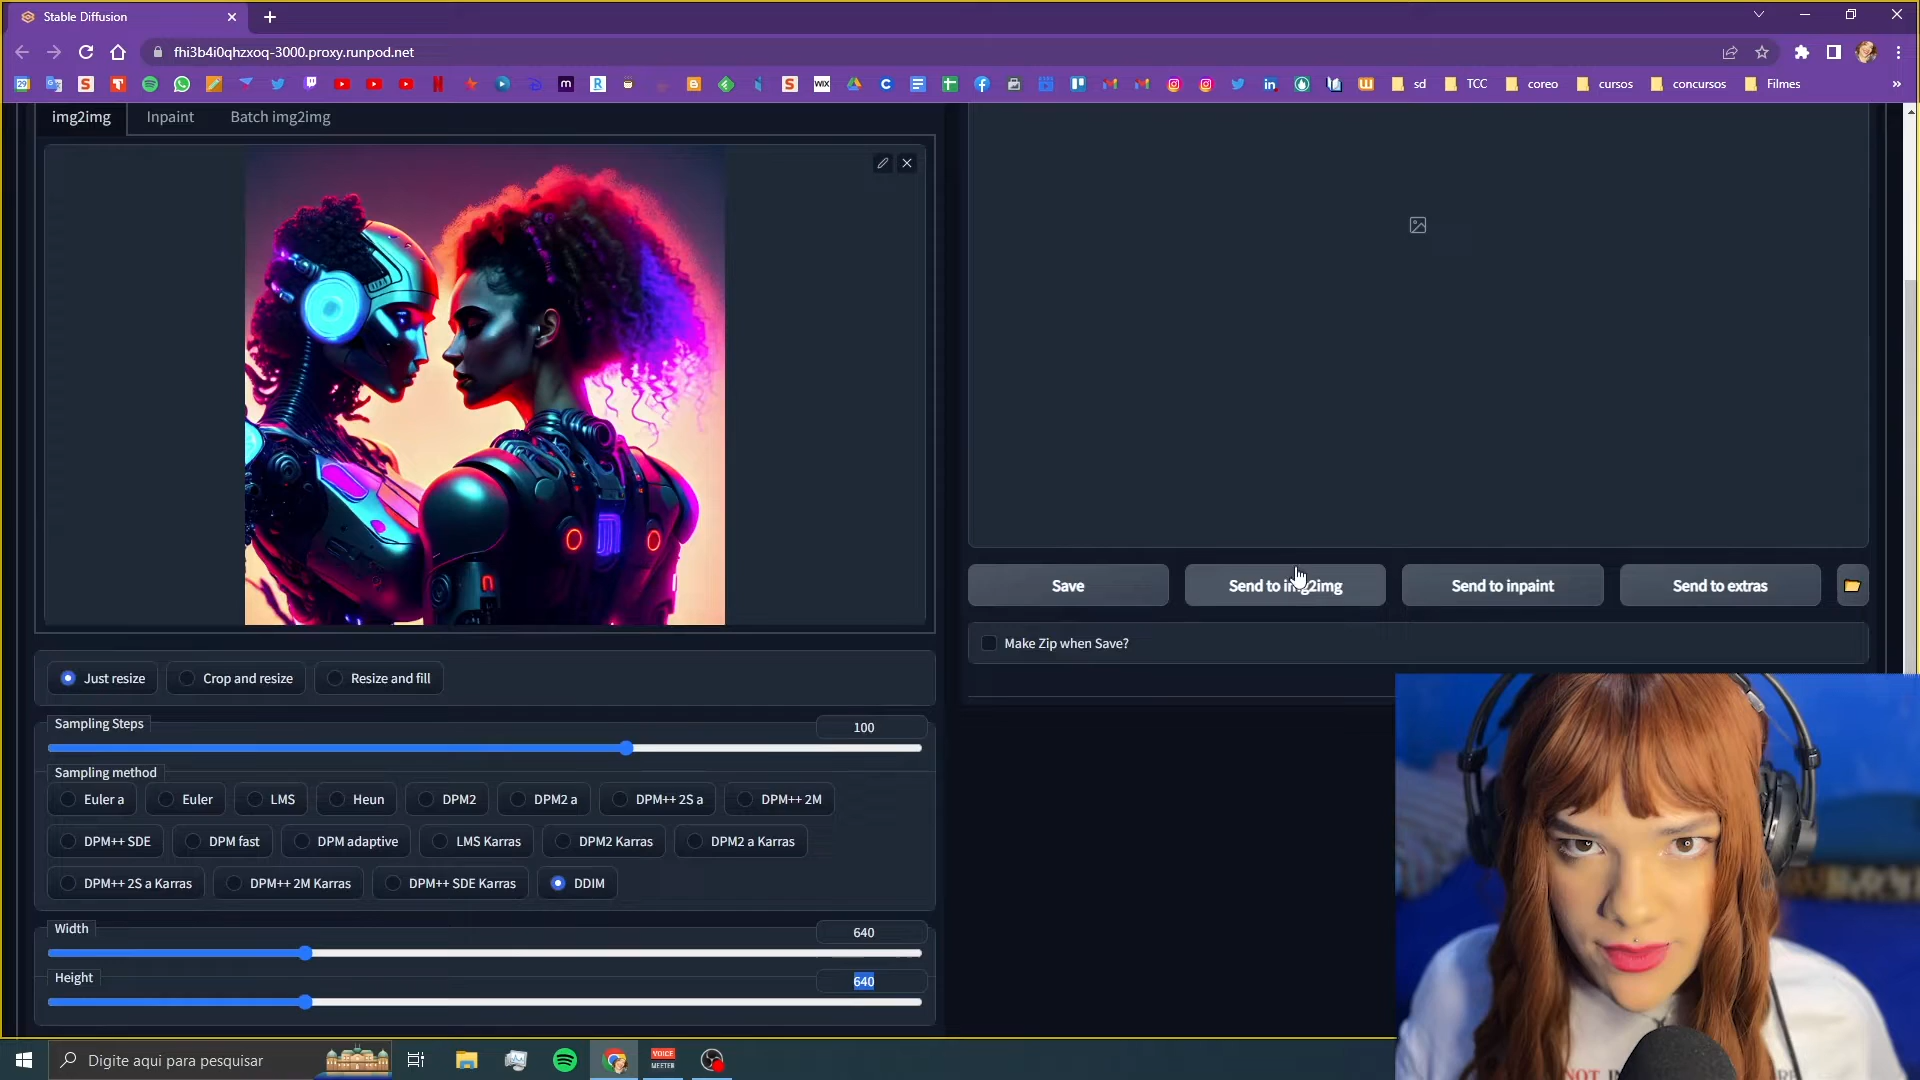 Stable Diffusion
fhi3b4i0qhzxoq-3000.proxy.runpod.net
sd
TCC
coreo
cursos
concursos
Filmes
img2img
Inpaint
Batch img2img
Save
Send to img2img
Send to inpaint
Send to extras
Make Zip when Save?
Just resize
Crop and resize
Resize and fill
Sampling Steps
100
Sampling method
Euler a
Euler
LMS
Heun
DPM2
DPM2 a
DPM++ 2S a
DPM++ 2M
DPM++ SDE
DPM fast
DPM adaptive
LMS Karras
DPM2 Karras
DPM2 a Karras
DPM++ 2S a Karras
DPM++ 2M Karras
DPM++ SDE Karras
DDIM
Width
640
Height
640
Digite aqui para pesquisar
VOICE
MEETER
NOT